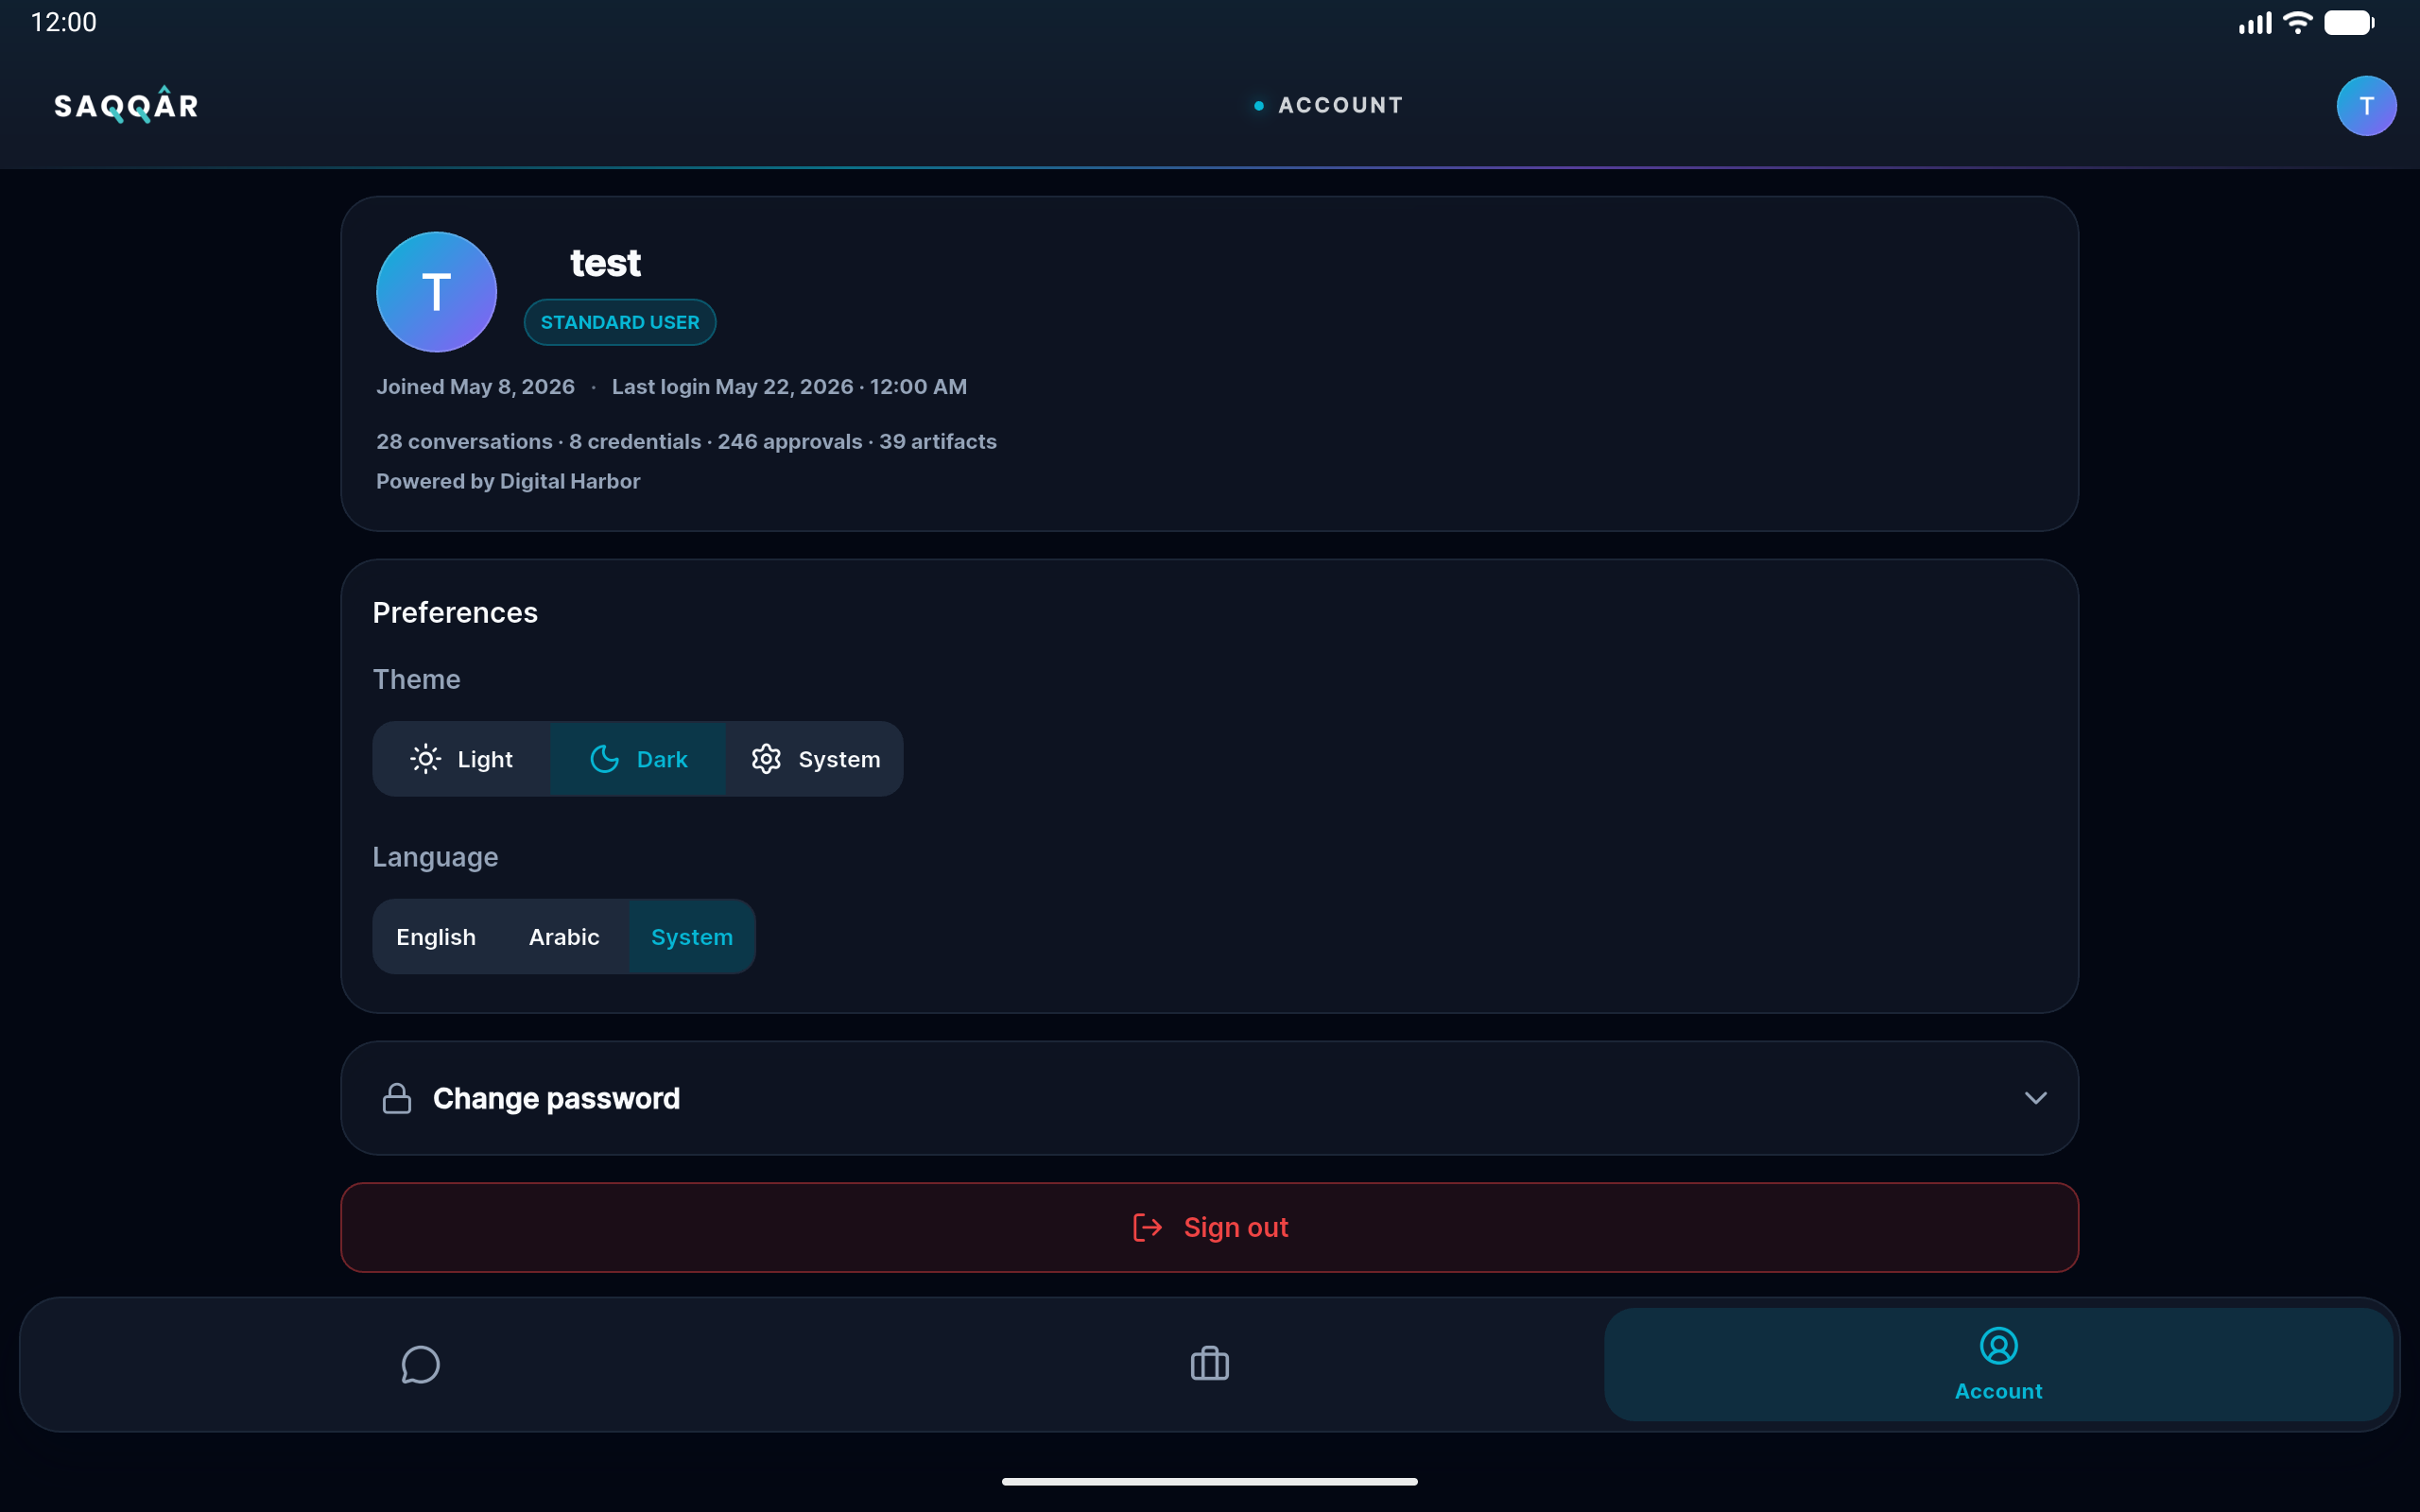 12:00
SAQQÂR
ACCOUNT
T
T
test
STANDARD USER
Joined May 8, 2026 · Last login May 22, 2026 · 12:00 AM
28 conversations · 8 credentials · 246 approvals · 39 artifacts
Powered by Digital Harbor
Preferences
Theme
Light Dark System
Language
English Arabic System
Change password
Sign out
Account